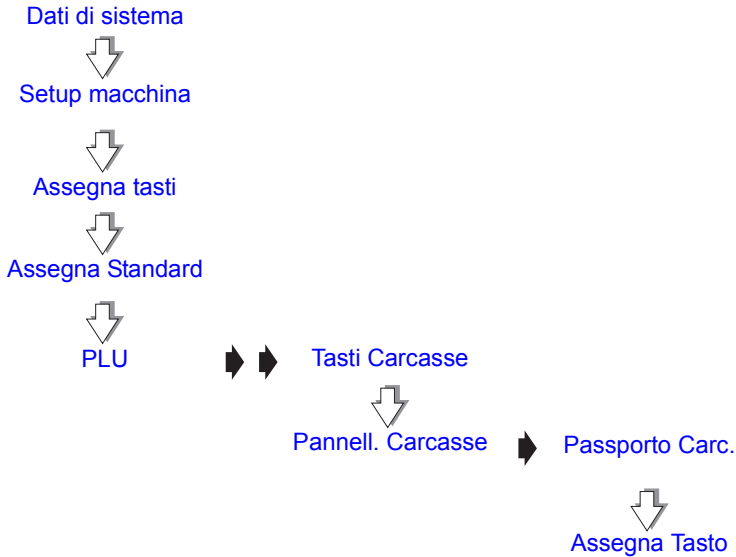 Dati di sistema
Setup macchina
Assegna tasti
Assegna Standard
PLU
Tasti Carcasse
Pannell. Carcasse
Passporto Carc.
Assegna Tasto